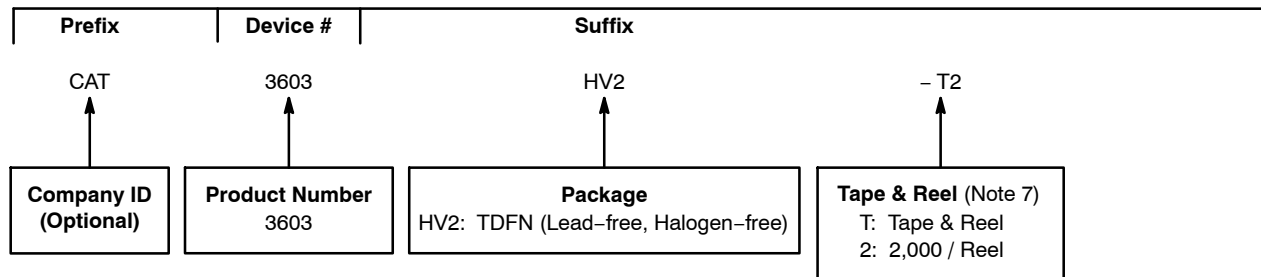 Prefix Device # Suffix
CAT 3603 HV2 – T2
Company ID
(Optional)
Product Number
3603
Package
HV2: TDFN (Lead−free, Halogen−free)
Tape & Reel (Note 7)
T: Tape & Reel
2: 2,000 / Reel